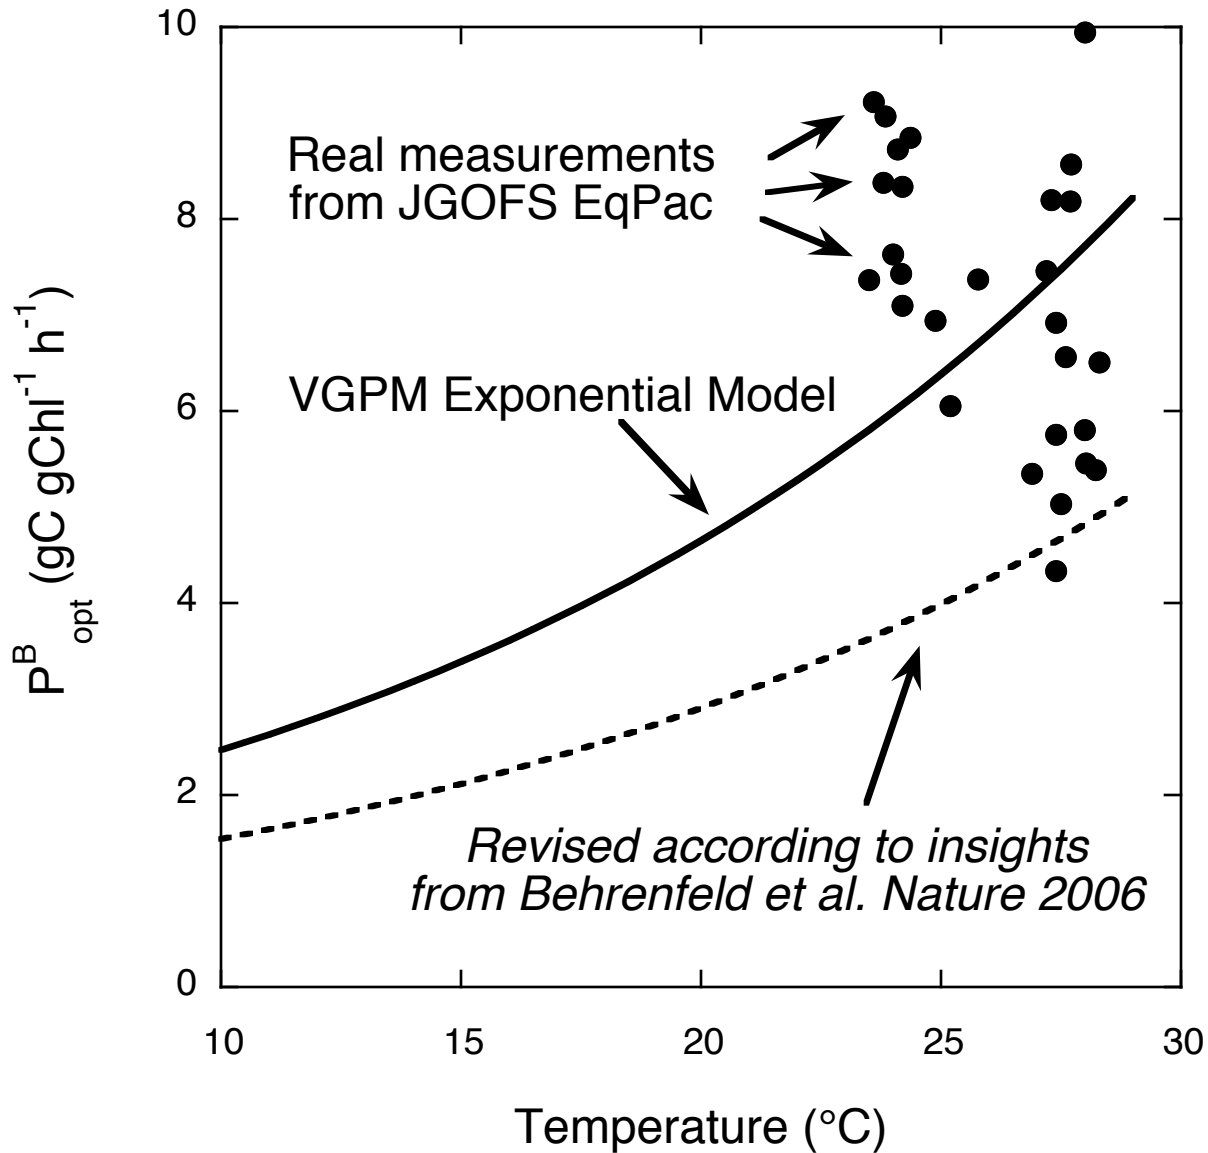 10
8
6
4
2
0
Real measurements
from JGOFS EqPac
VGPM Exponential Model
Revised according to insights
from Behrenfeld et al. Nature 2006
P^B_opt (gC gChl^-1 h^-1)
10 15 20 25 30
Temperature (°C)